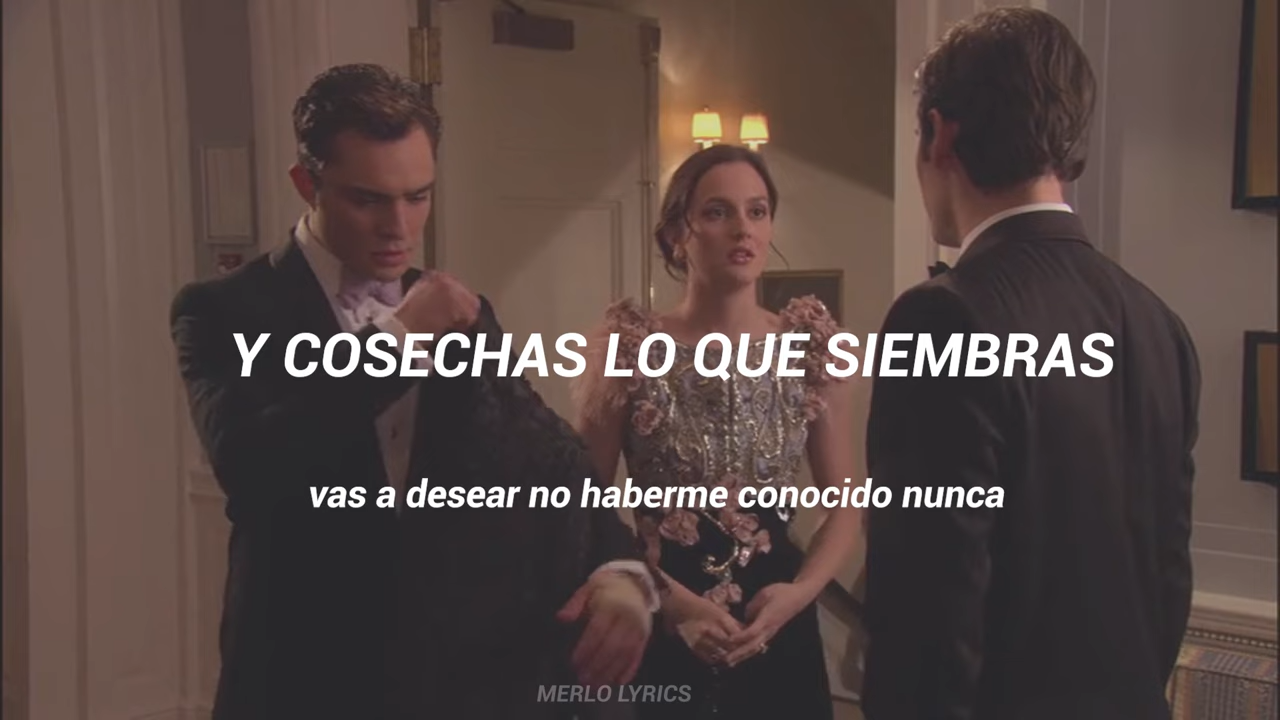 Y COSECHAS LO QUE SIEMBRAS
vas a desear no haberme conocido nunca
MERLO LYRICS